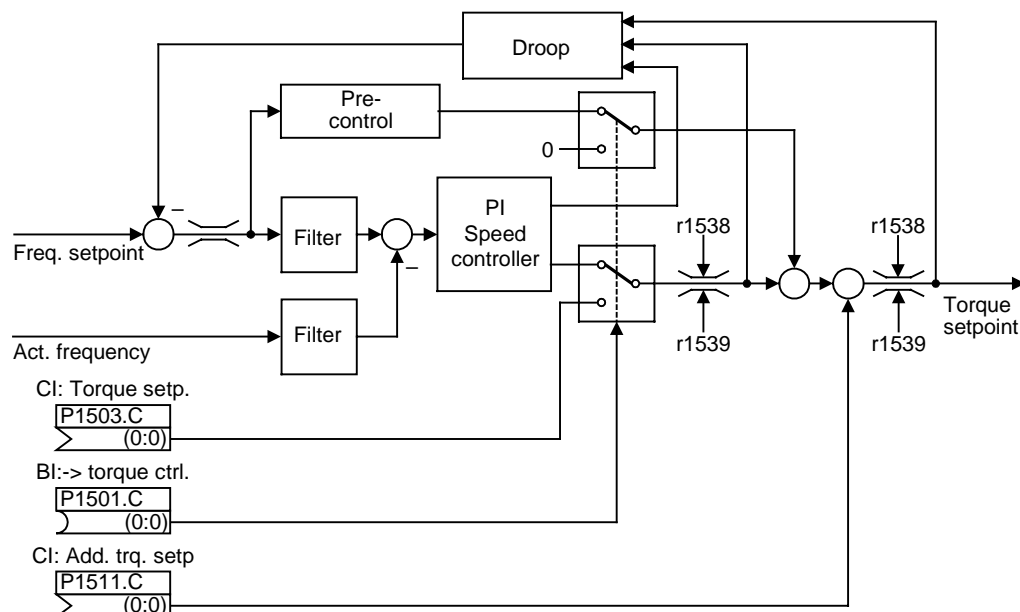 Droop
Pre-
control
0
PI
Speed
controller
Filter
Freq. setpoint
–
–
r1538
r1538
r1539
r1539
Torque
setpoint
Filter
Act. frequency
CI: Torque setp.
P1503.C
(0:0)
BI:-> torque ctrl.
P1501.C
(0:0)
CI: Add. trq. setp
P1511.C
(0:0)